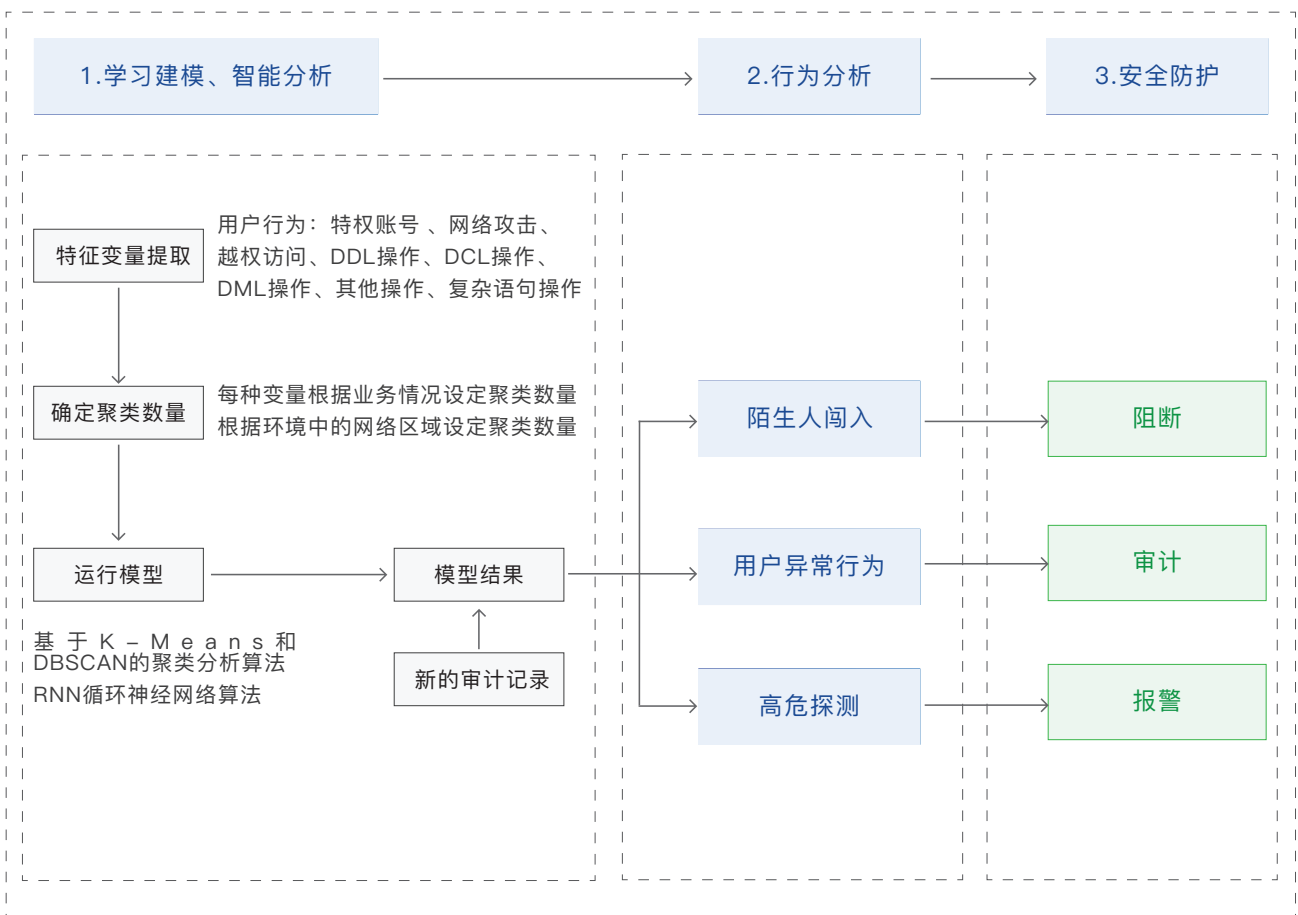 1.学习建模、智能分析
2.行为分析
3.安全防护
特征变量提取
用户行为：特权账号 、网络攻击、
越权访问、DDL操作、DCL操作、
DML操作、其他操作、复杂语句操作
确定聚类数量
每种变量根据业务情况设定聚类数量
根据环境中的网络区域设定聚类数量
运行模型
模型结果
基于K–Means和
DBSCAN的聚类分析算法
RNN循环神经网络算法
新的审计记录
陌生人闯入
阻断
用户异常行为
审计
高危探测
报警